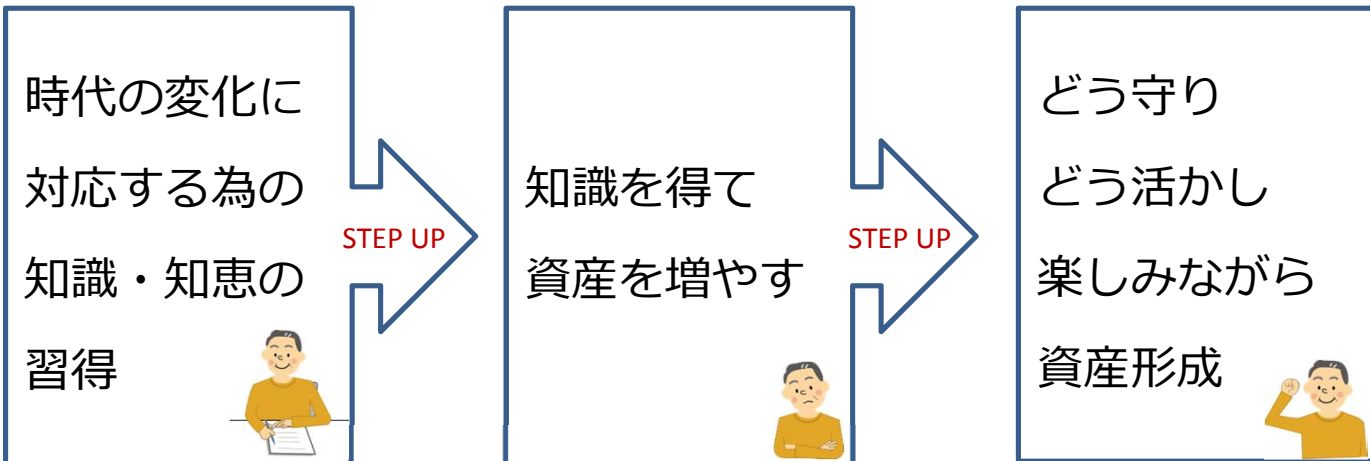 時代の変化に
対応する為の
知識・知恵の
習得
STEP UP
知識を得て
資産を増やす
STEP UP
どう守り
どう活かし
楽しみながら
資産形成